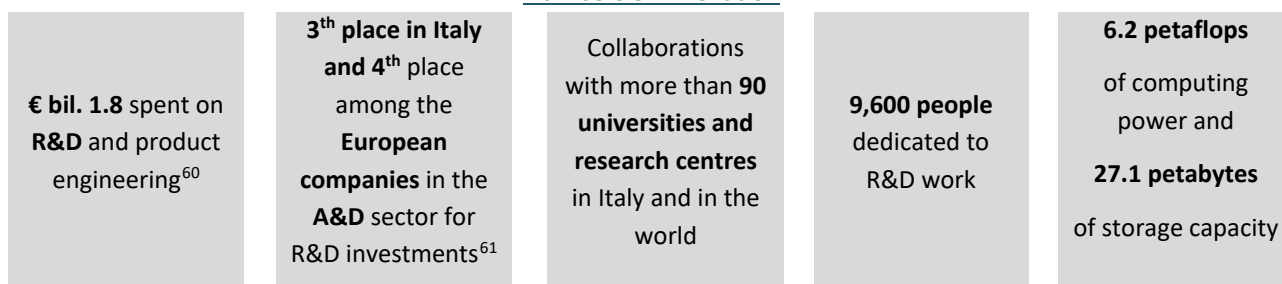 € bil. 1.8 spent on
R&D and product
engineering60
3th place in Italy
and 4th place
among the
European
companies in the
A&D sector for
R&D investments61
Collaborations
with more than 90
universities and
research centres
in Italy and in the
world
9,600 people
dedicated to
R&D work
6.2 petaflops
of computing
power and
27.1 petabytes
of storage capacity